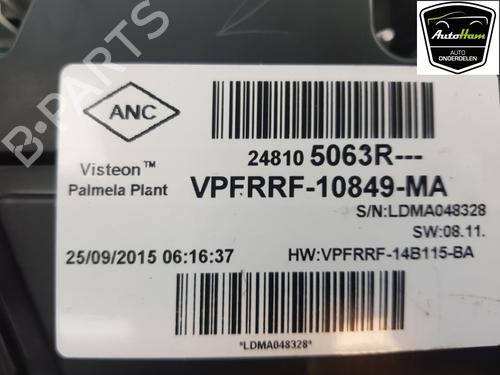 AutoHam
AUTO
ONDERDELEN
B-PARTS
ANC
24810 5063R---
Visteon™
Palmela Plant
VPFRRF-10849-MA
S/N:LDMA048328
SW:08.11.
25/09/2015 06:16:37
HW:VPFRRF-14B115-BA
*LDMA048328*